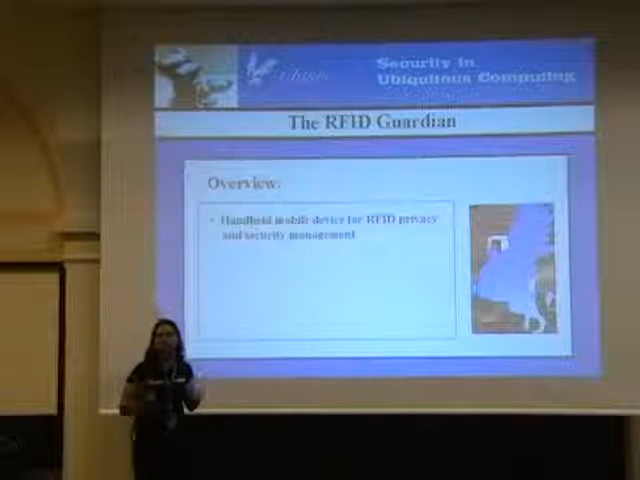 Security in
Ubiquitous Computing
The RFID Guardian
Overview:
• Handheld mobile device for RFID privacy
and security management